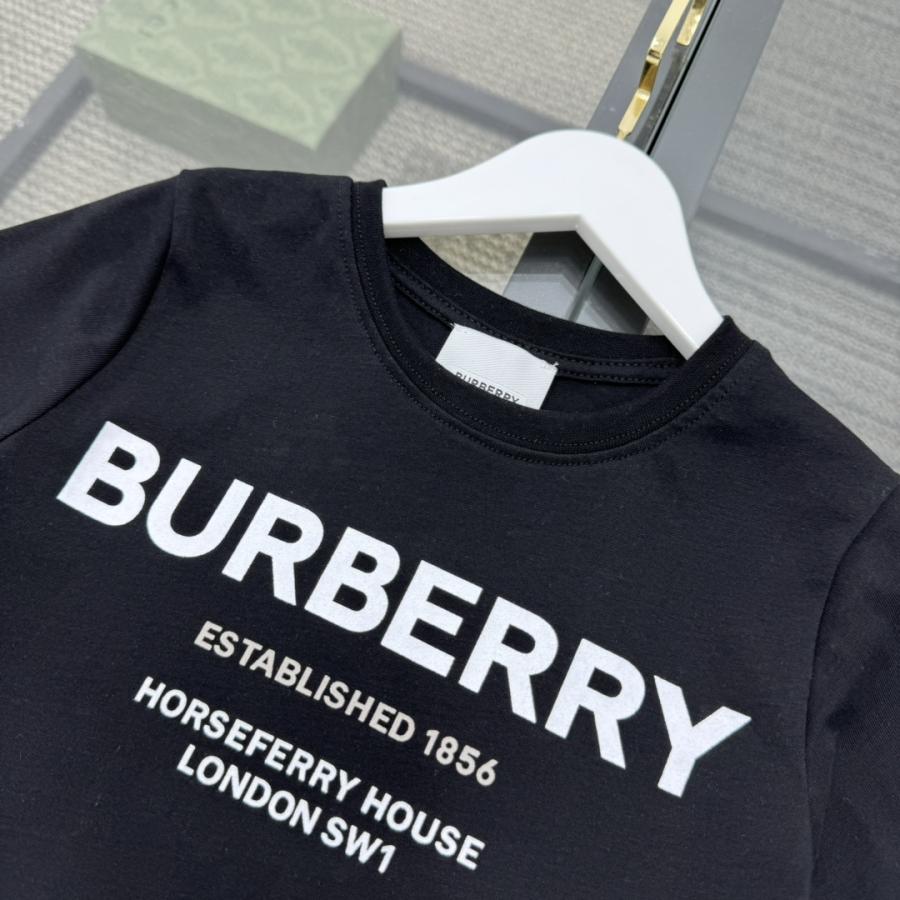 BURBERRY
BURBERRY
ESTABLISHED 1856
HORSEFERRY HOUSE
LONDON SW1